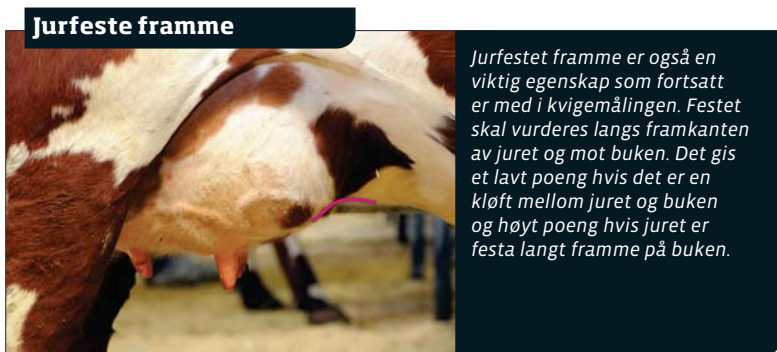 Jurfeste framme
Jurfestet framme er også en
viktig egenskap som fortsatt
er med i kvigemålingen. Festet
skal vurderes langs framkanten
av juret og mot buken. Det gis
et lavt poeng hvis det er en
kløft mellom juret og buken
og høyt poeng hvis juret er
festa langt framme på buken.